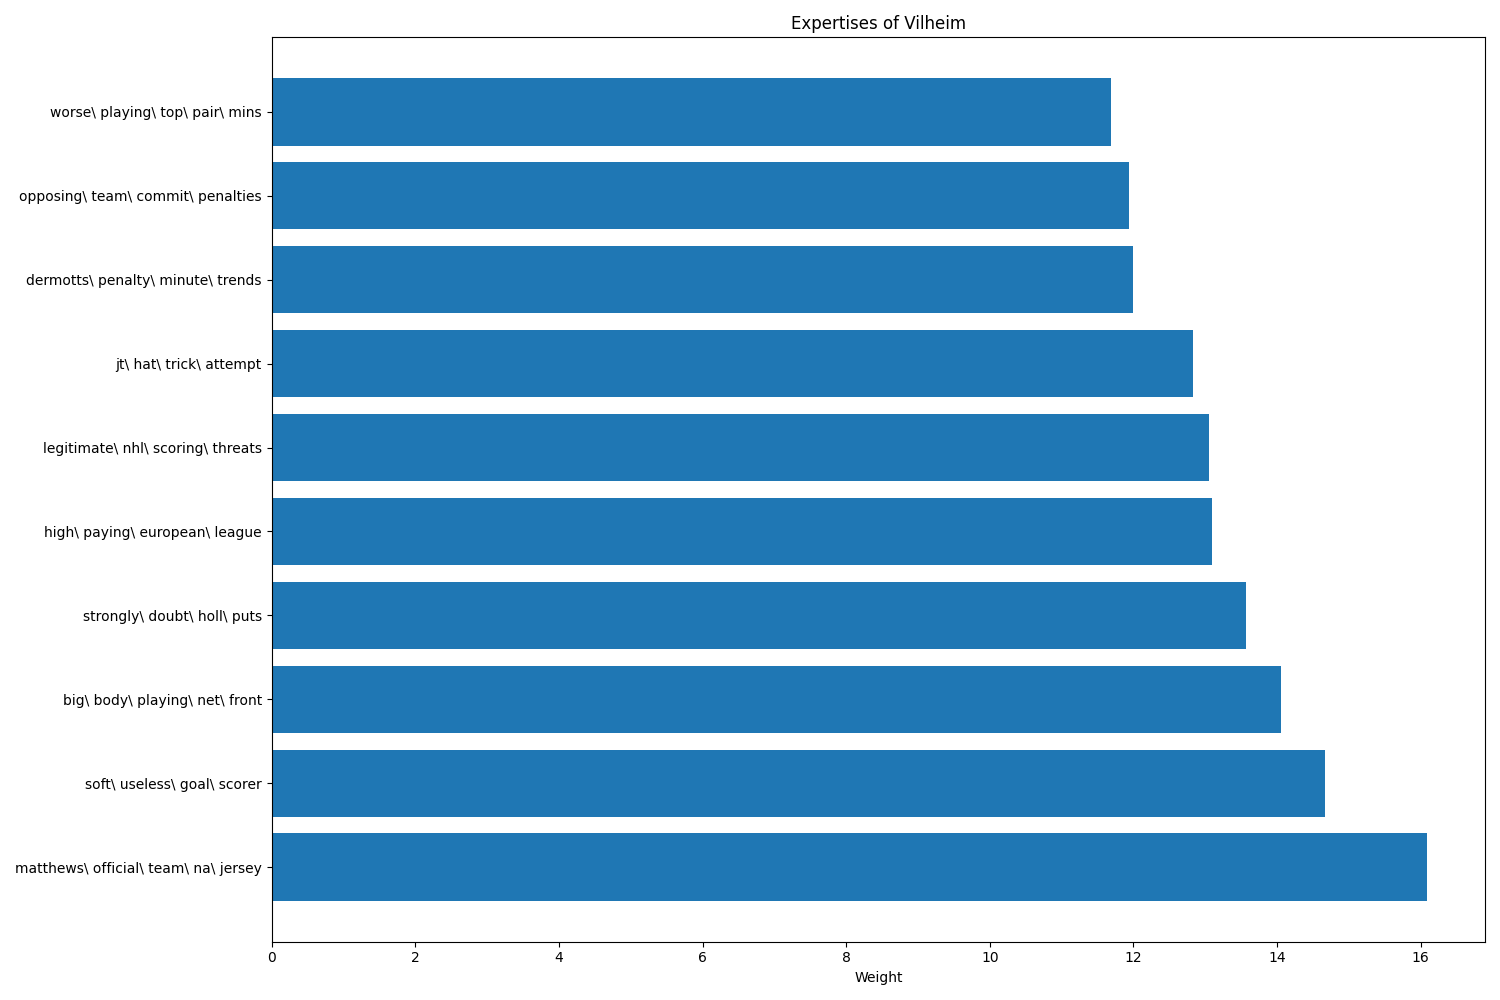 Expertises of Vilheim
worse\ playing\ top\ pair\ mins
opposing\ team\ commit\ penalties
dermotts\ penalty\ minute\ trends
jt\ hat\ trick\ attempt
legitimate\ nhl\ scoring\ threats
high\ paying\ european\ league
strongly\ doubt\ holl\ puts
big\ body\ playing\ net\ front
soft\ useless\ goal\ scorer
matthews\ official\ team\ na\ jersey
0 2 4 6 8 10 12 14 16
Weight